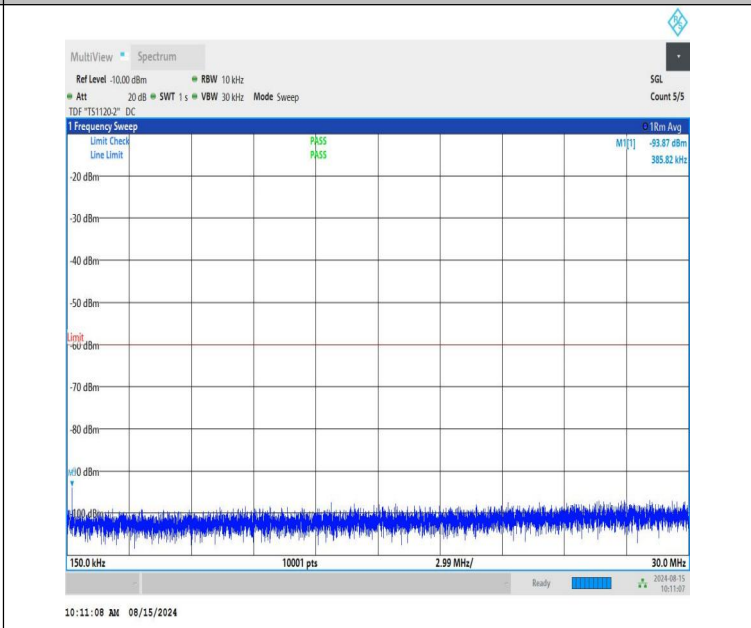 R S
MultiView Spectrum
Ref Level -10.00 dBm RBW 10 kHz SGL
Att 20 dB SWT 1 s VBW 30 kHz Mode Sweep Count 5/5
TDF "TS1120-2" DC
1 Frequency Sweep 1Rm Avg
Limit Check PASS M1[1] -93.87 dBm
Line Limit PASS 385.82 kHz
-20 dBm
-30 dBm
-40 dBm
-50 dBm
Limit
-60 dBm
-70 dBm
-80 dBm
-90 dBm
-100 dBm
150.0 kHz 10001 pts 2.99 MHz/ 30.0 MHz
Ready 2024-08-15
10:11:07
10:11:08 AM 08/15/2024